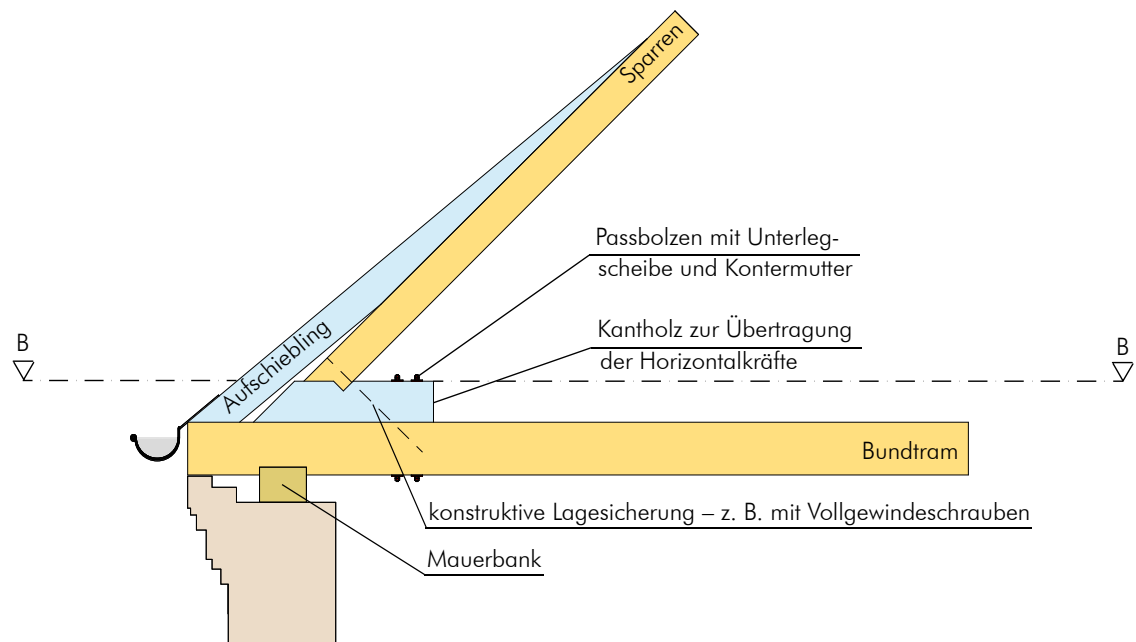 Sparren
Passbolzen mit Unterleg-
scheibe und Kontermutter
Kantholz zur Übertragung
der Horizontalkräfte
B
B
Aufschiebling
Bundtram
konstruktive Lagesicherung – z. B. mit Vollgewindeschrauben
Mauerbank